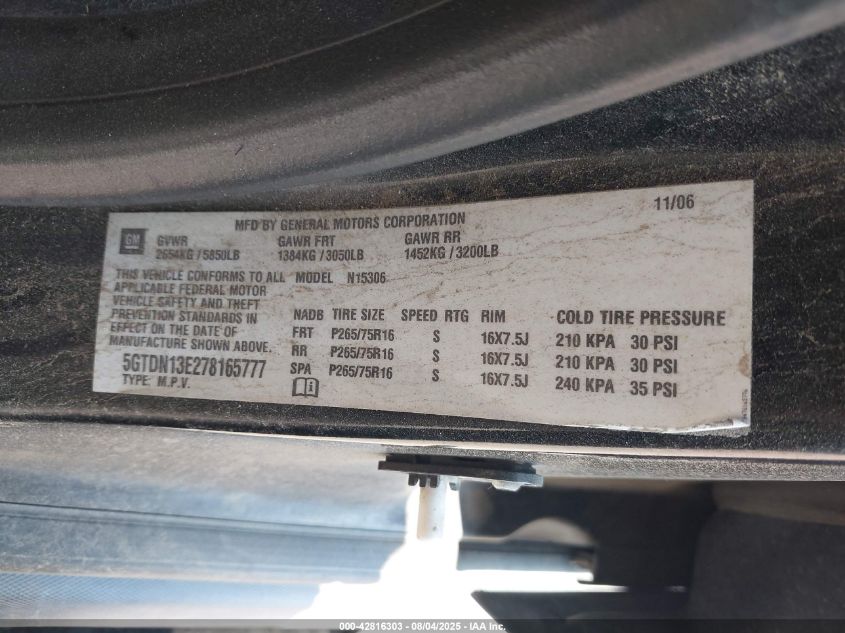 MFD BY GENERAL MOTORS CORPORATION 11/06
GM GVWR GAWR FRT GAWR RR
2654KG / 5850LB 1384KG / 3050LB 1452KG / 3200LB
THIS VEHICLE CONFORMS TO ALL MODEL N15306
APPLICABLE FEDERAL MOTOR
VEHICLE SAFETY AND THEFT
PREVENTION STANDARDS IN
EFFECT ON THE DATE OF
MANUFACTURE SHOWN ABOVE.
5GTDN13E278165777
TYPE: M.P.V.
NADB TIRE SIZE SPEED RTG RIM COLD TIRE PRESSURE
FRT P265/75R16 S 16X7.5J 210 KPA 30 PSI
RR P265/75R16 S 16X7.5J 210 KPA 30 PSI
SPA P265/75R16 S 16X7.5J 240 KPA 35 PSI
000-42816303 - 08/04/2025 - IAA Inc.